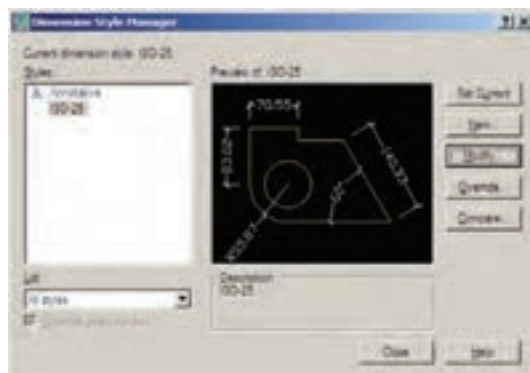 Dimension Style Manager
Current dimension style: ISO-25
Styles:
Annotative
ISO-25
Preview of: ISO-25
Set Current
New...
Modify...
Override...
Compare...
List:
All styles
Description
ISO-25
Close
Help